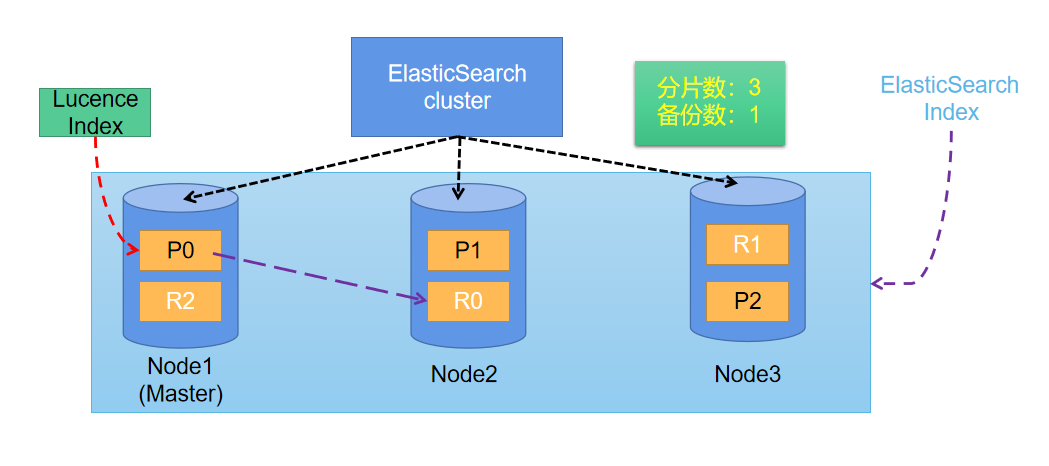 ElasticSearch
cluster
分片数：3
备份数：1
ElasticSearch
Index
Lucence
Index
P0
R2
P1
R0
R1
P2
Node1
(Master)
Node2
Node3